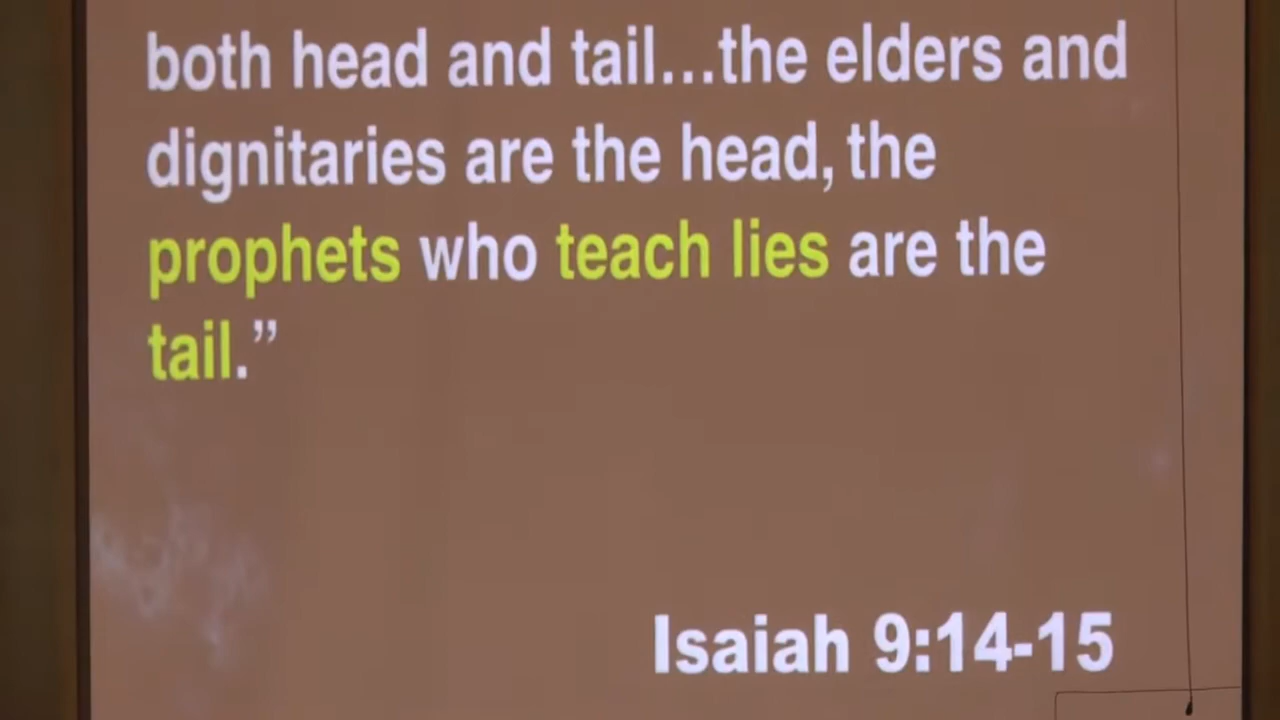 both head and tail...the elders and
dignitaries are the head, the
prophets who teach lies are the
tail.”
Isaiah 9:14-15